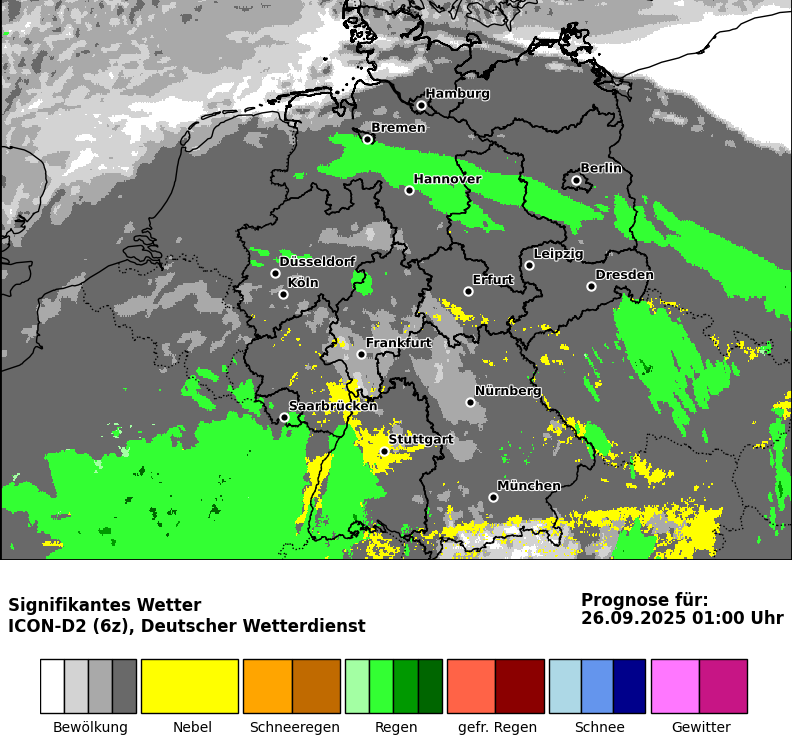 Hamburg
Bremen
Berlin
Hannover
Düsseldorf
Leipzig
Köln
Erfurt
Dresden
Frankfurt
Nürnberg
Saarbrücken
Stuttgart
München
Signifikantes Wetter
ICON-D2 (6z), Deutscher Wetterdienst
Prognose für:
26.09.2025 01:00 Uhr
Bewölkung
Nebel
Schneeregen
Regen
gefr. Regen
Schnee
Gewitter